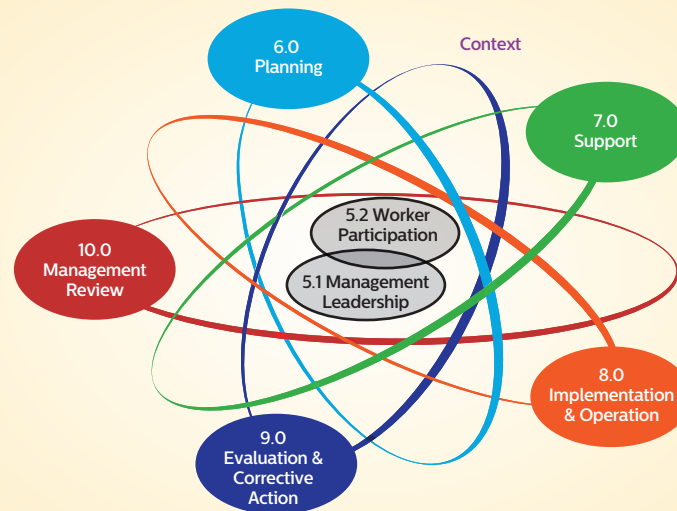 6.0
Planning
Context
7.0
Support
5.2 Worker
Participation
10.0
Management
Review
5.1 Management
Leadership
8.0
Implementation
& Operation
9.0
Evaluation &
Corrective
Action